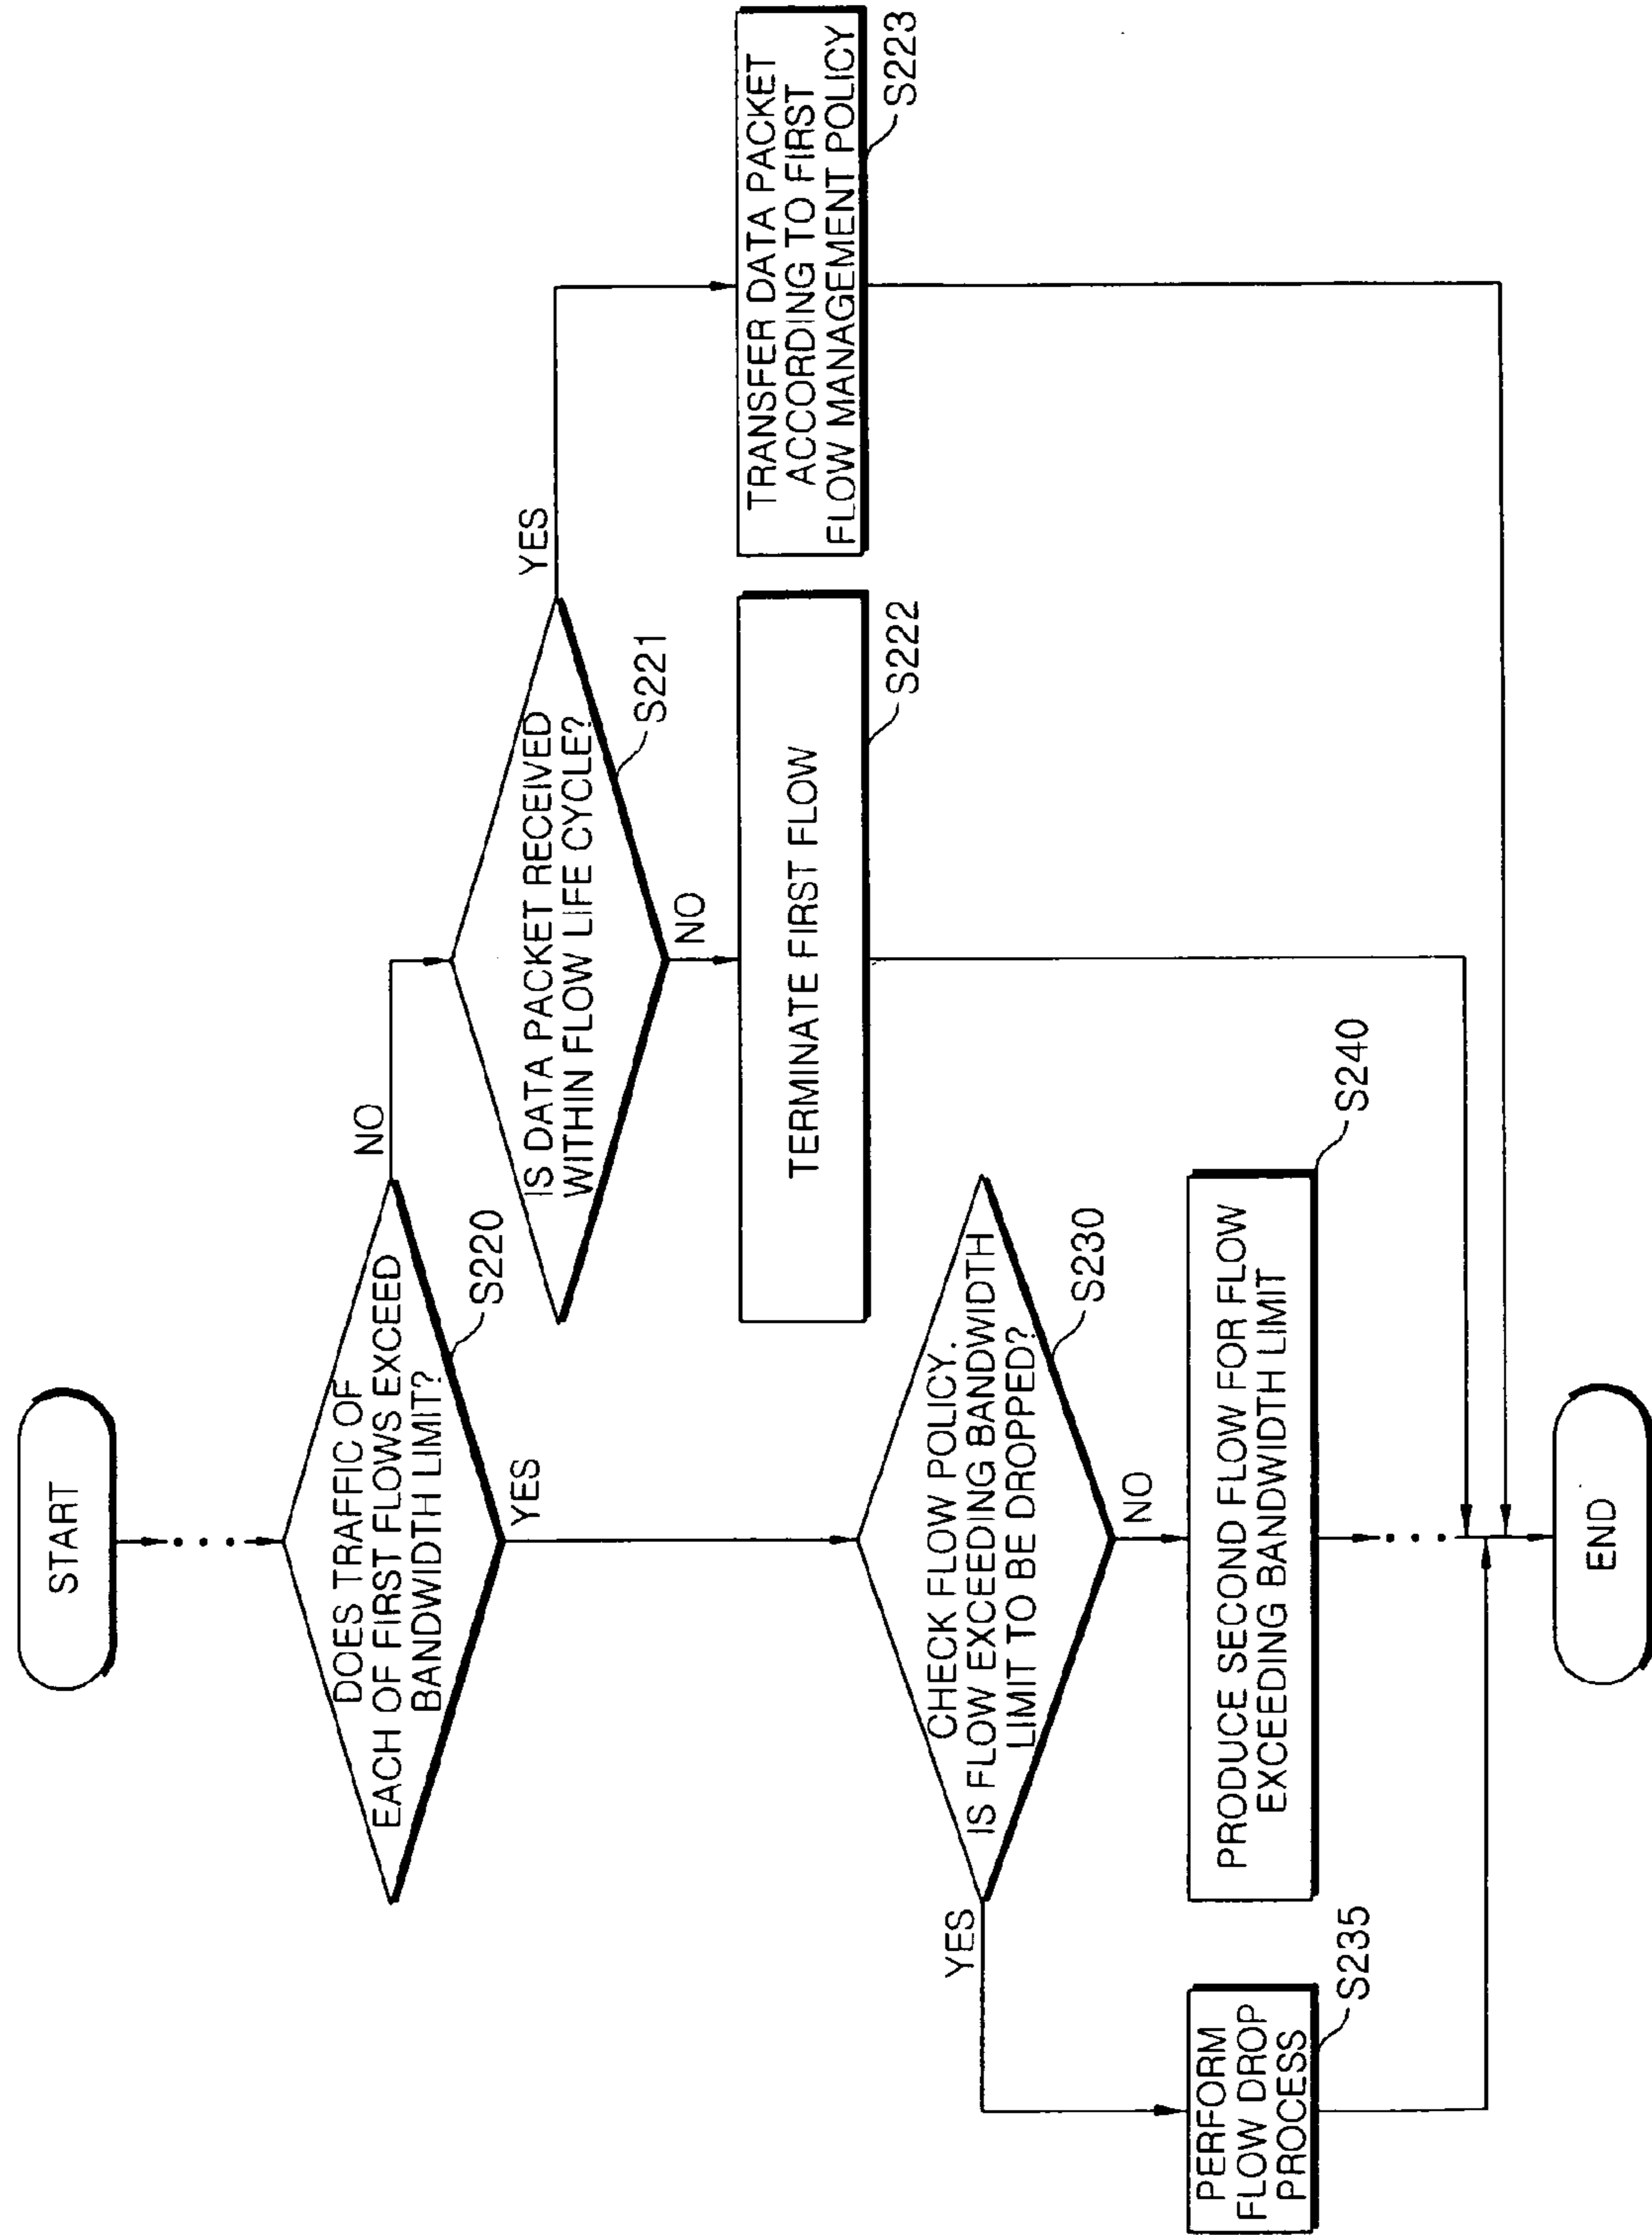 START
DOES TRAFFIC OF
EACH OF FIRST FLOWS EXCEED
BANDWIDTH LIMIT?
S220
NO
YES
IS DATA PACKET RECEIVED
WITHIN FLOW LIFE CYCLE?
S221
YES
NO
TERMINATE FIRST FLOW
S222
TRANSFER DATA PACKET
ACCORDING TO FIRST
FLOW MANAGEMENT POLICY
S223
CHECK FLOW POLICY.
IS FLOW EXCEEDING BANDWIDTH
LIMIT TO BE DROPPED?
S230
YES
NO
PERFORM
FLOW DROP
PROCESS
S235
PRODUCE SECOND FLOW FOR FLOW
EXCEEDING BANDWIDTH LIMIT
S240
END